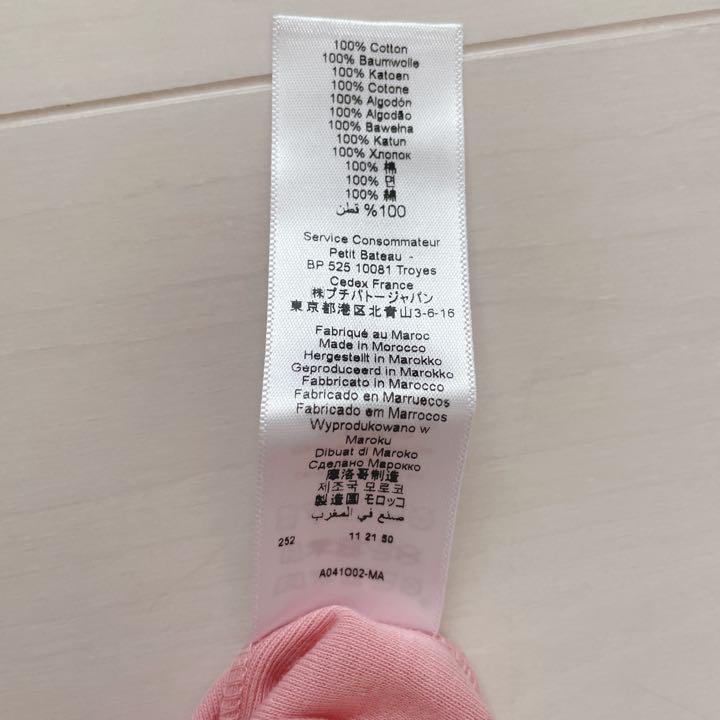 100% Cotton
100% Baumwolle
100% Katoen
100% Cotone
100% Algodón
100% Algodão
100% Bawełna
100% Katun
100% Хлопок
100% 棉
100% 면
100% 綿
100% قطن
Service Consommateur
Petit Bateau -
BP 525 10081 Troyes
Cedex France
㈱プチバトージャパン
東京都港区北青山3-6-16
Fabriqué au Maroc
Made in Morocco
Hergestellt in Marokko
Geproduceerd in Marokko
Fabbricato in Marocco
Fabricado en Marruecos
Fabricado em Marrocos
Wyprodukowano w
Maroku
Dibuat di Maroko
Сделано Марокко
摩洛哥制造
제조국 모로코
製造國 モロッコ
صنع في المغرب
252 11 21 50
A041O02-MA